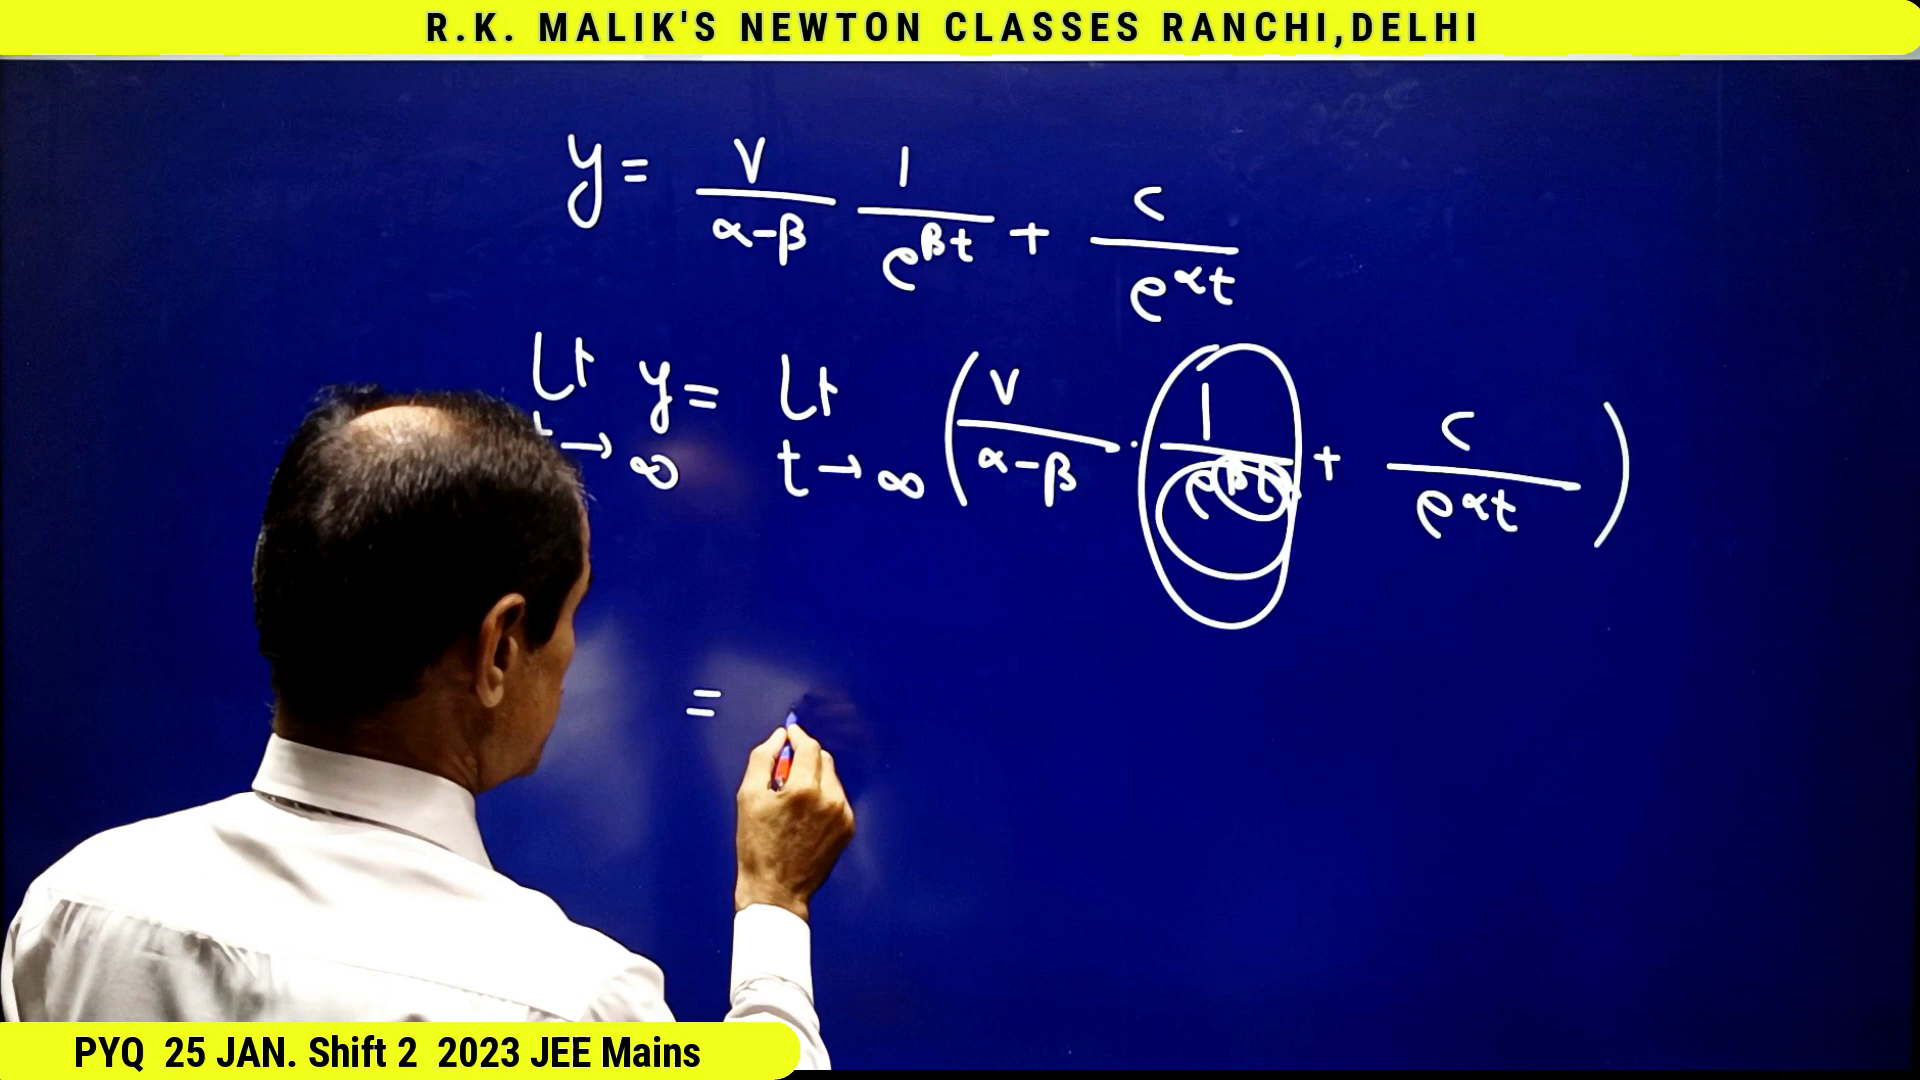 R.K. MALIK'S NEWTON CLASSES RANCHI,DELHI
y = γ/(α-β) 1/e^(βt) + c/e^(αt)
Lt t→∞ y = Lt t→∞ (γ/(α-β) · 1/e^(βt) + c/e^(αt))
=
PYQ 25 JAN. Shift 2 2023 JEE Mains